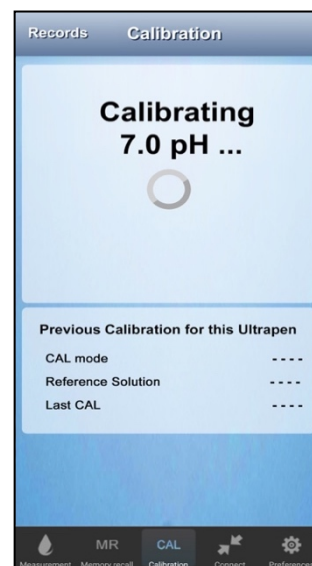 Records Calibration
Calibrating
7.0 pH ...
Previous Calibration for this Ultrapen
CAL mode ----
Reference Solution ----
Last CAL ----
MR CAL
Measurement Memory recall Calibration Connect Preferences